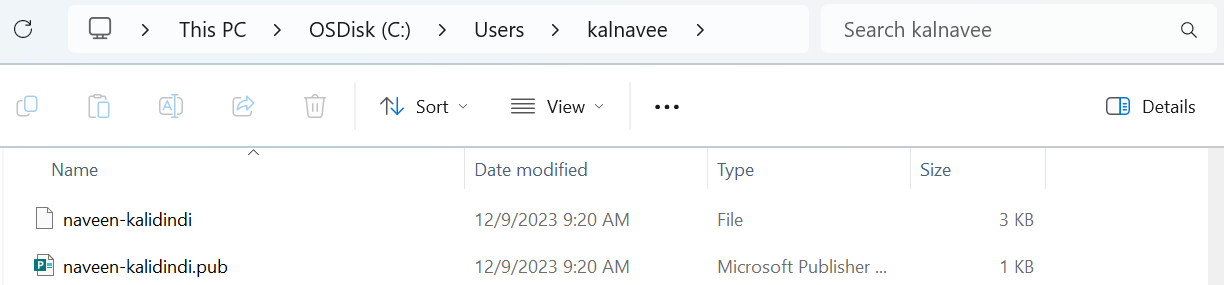 This PC > OSDisk (C:) > Users > kalnavee > Search kalnavee
Sort View ••• Details
Name Date modified Type Size
naveen-kalidindi 12/9/2023 9:20 AM File 3 KB
naveen-kalidindi.pub 12/9/2023 9:20 AM Microsoft Publisher ... 1 KB